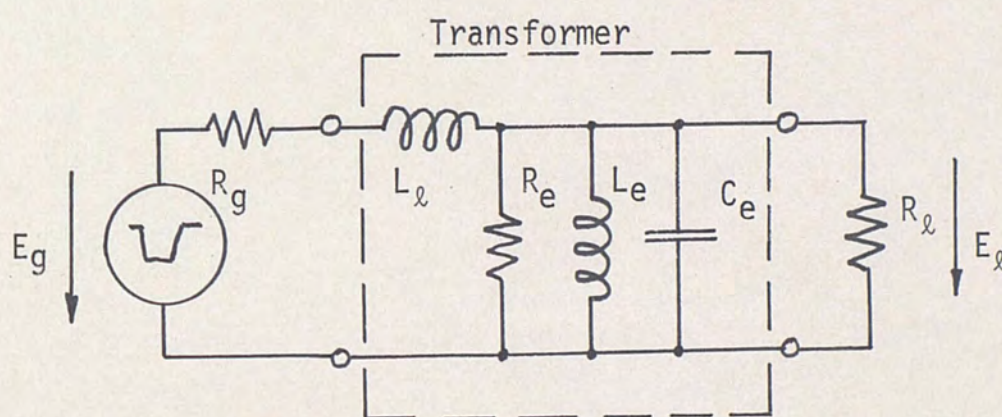 Transformer
R_g
L_ℓ
R_e
L_e
C_e
R_ℓ
E_g
E_ℓ